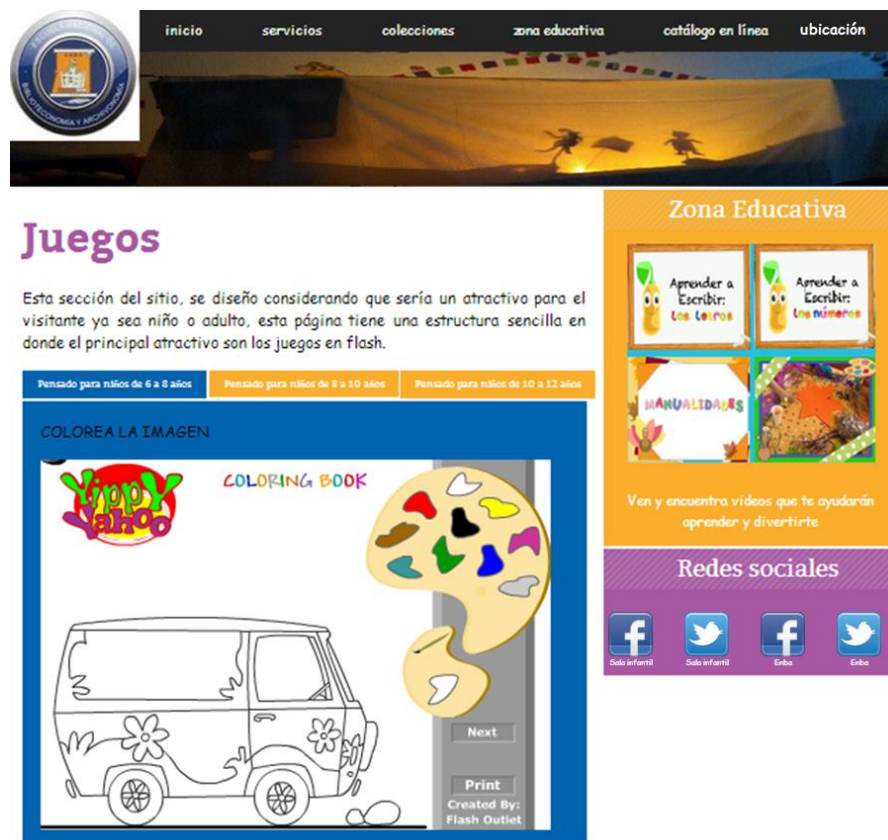 ESCUELA NACIONAL DE
BIBLIOTECONOMÍA Y ARCHIVONOMÍA
inicio
servicios
colecciones
zona educativa
catálogo en línea
ubicación
Juegos
Esta sección del sitio, se diseño considerando que sería un atractivo para el
visitante ya sea niño o adulto, esta página tiene una estructura sencilla en
donde el principal atractivo son los juegos en flash.
Pensado para niños de 6 a 8 años
Pensado para niños de 8 a 10 años
Pensado para niños de 10 a 12 años
COLOREA LA IMAGEN
YippY
Yahoo
COLORING BOOK
Next
Print
Created By:
Flash Outlet
Zona Educativa
Aprender a
Escribir:
Las Letras
Aprender a
Escribir:
Los números
MANUALIDADES
Ven y encuentra videos que te ayudarán
aprender y divertirte
Redes sociales
Sala infantil
Sala infantil
Enba
Enba